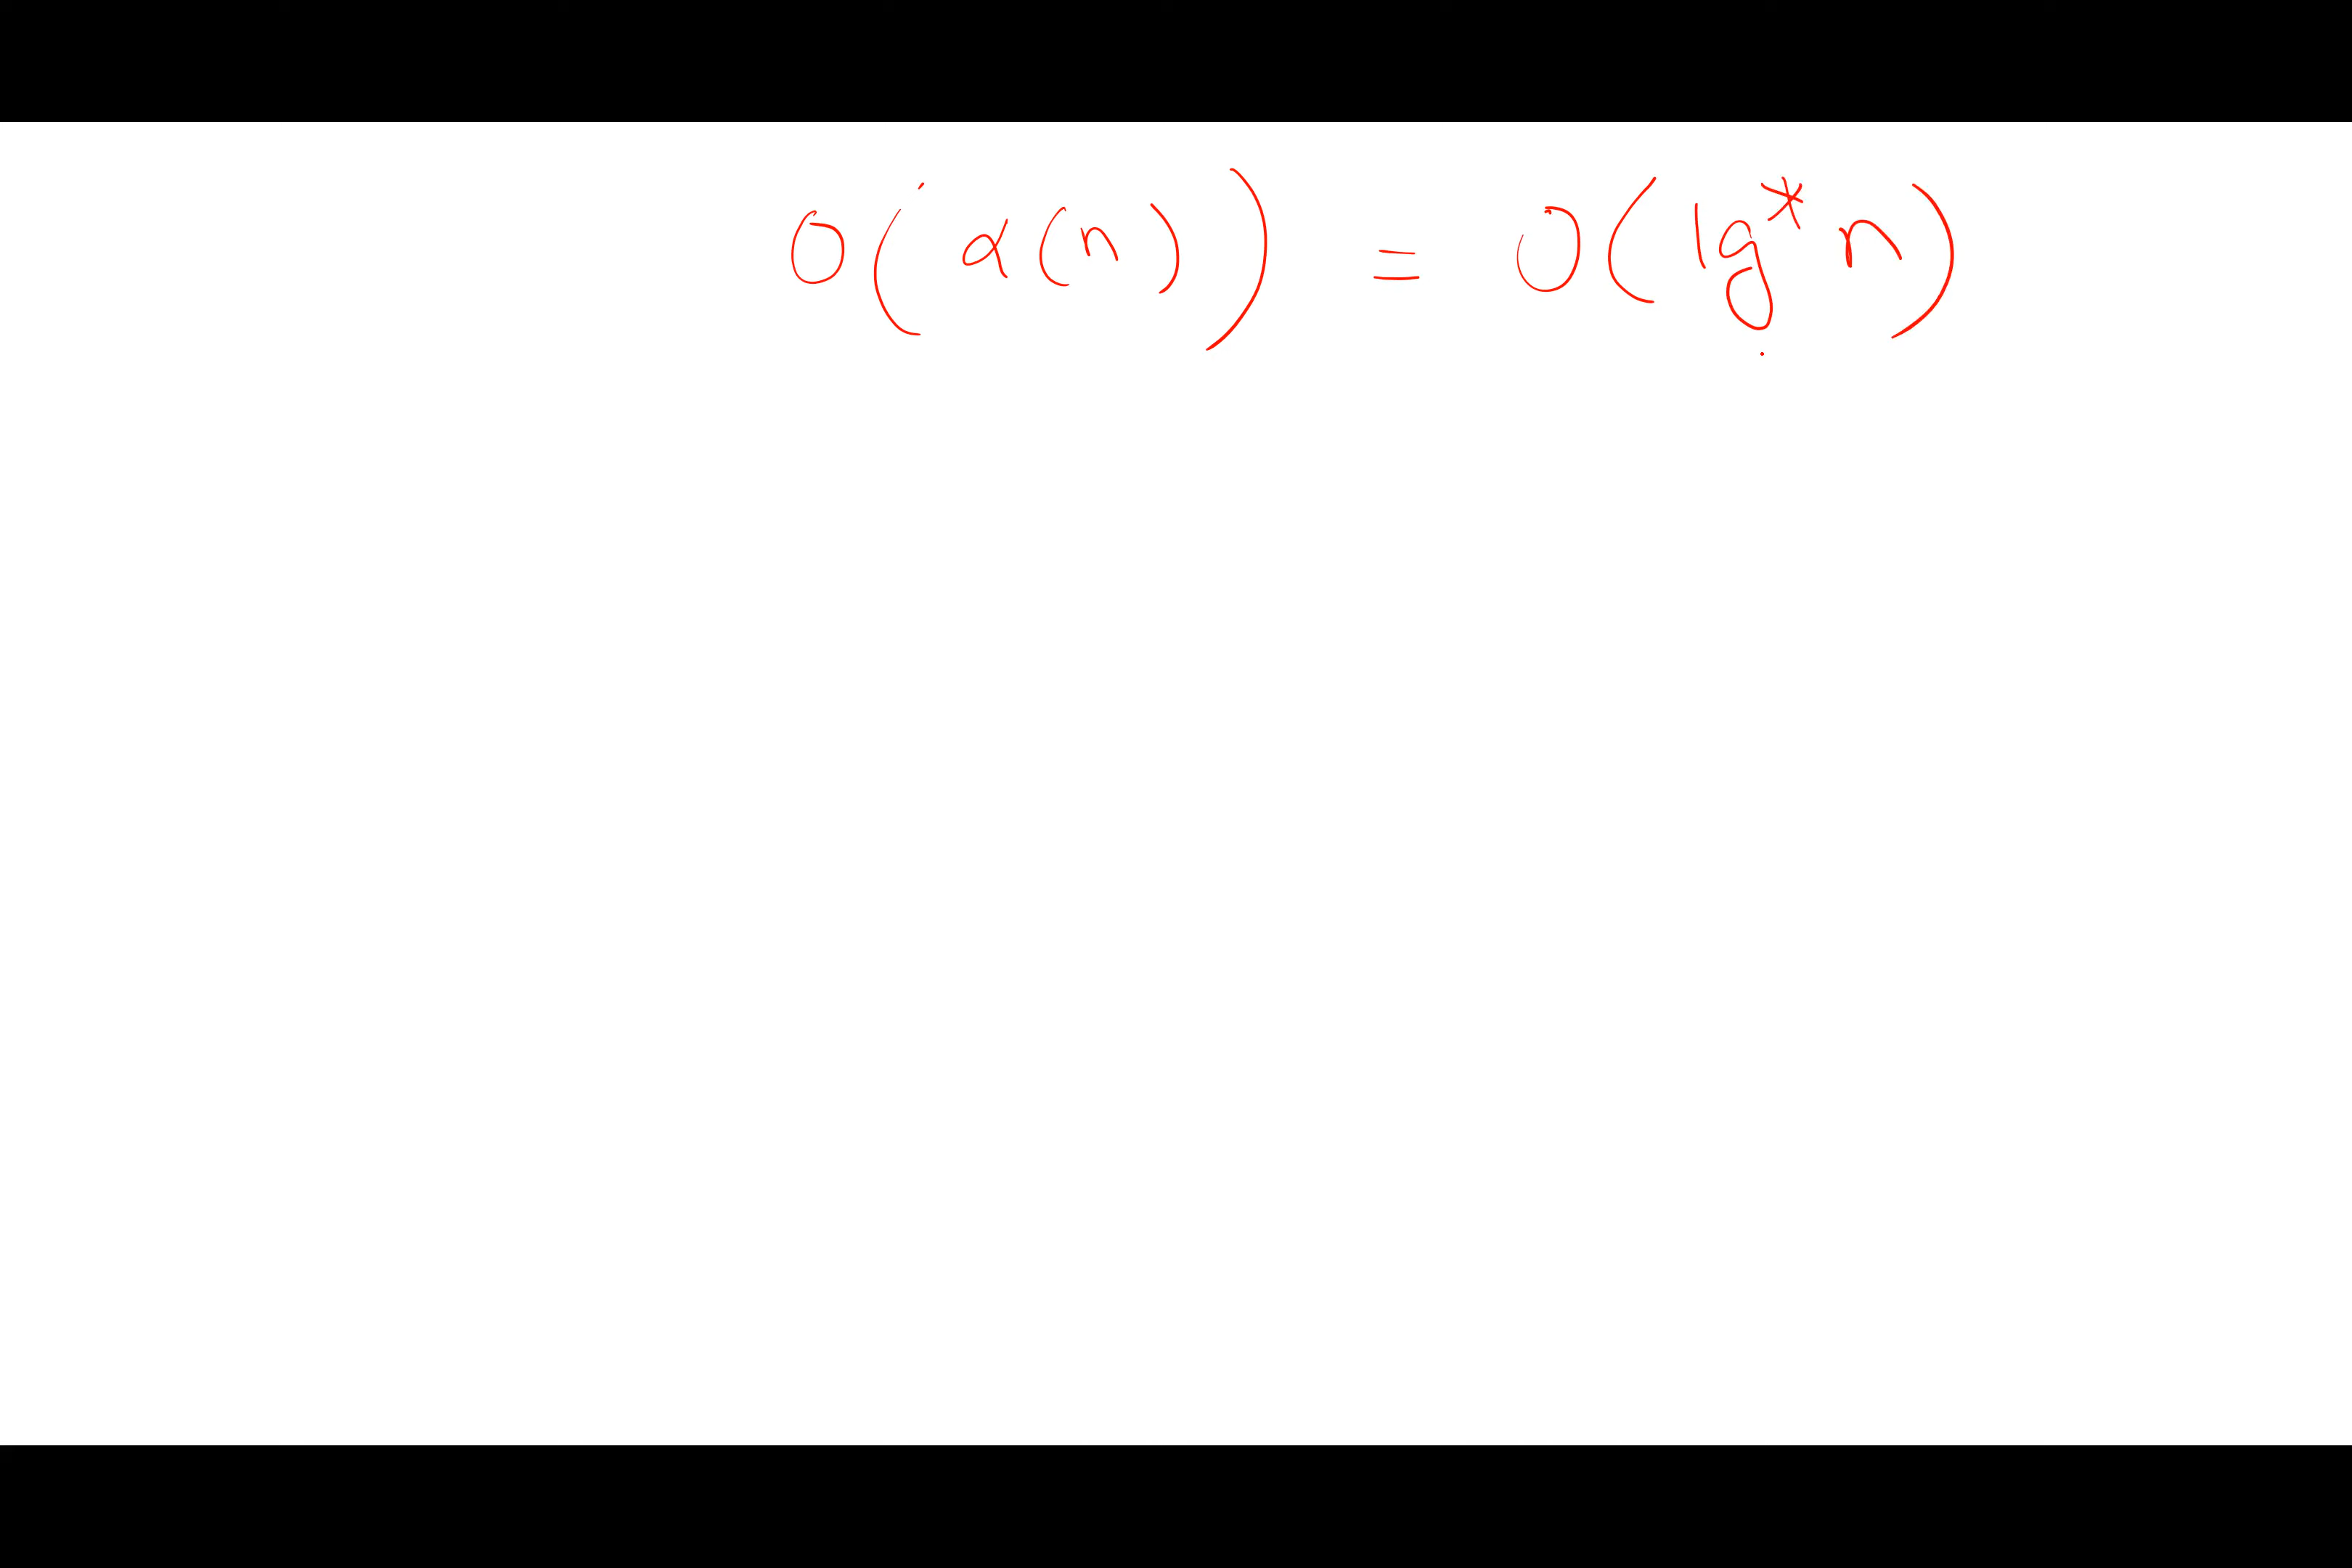 O( α(n) ) = O( lg* n )